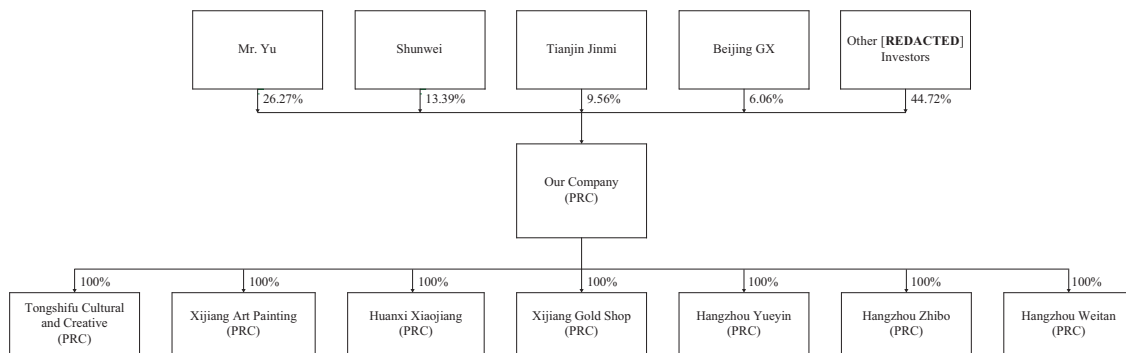 Mr. Yu
Shunwei
Tianjin Jinmi
Beijing GX
Other [REDACTED]
Investors
26.27%
13.39%
9.56%
6.06%
44.72%
Our Company
(PRC)
100%
100%
100%
100%
100%
100%
100%
Tongshifu Cultural
and Creative
(PRC)
Xijiang Art Painting
(PRC)
Huanxi Xiaojiang
(PRC)
Xijiang Gold Shop
(PRC)
Hangzhou Yueyin
(PRC)
Hangzhou Zhibo
(PRC)
Hangzhou Weitan
(PRC)